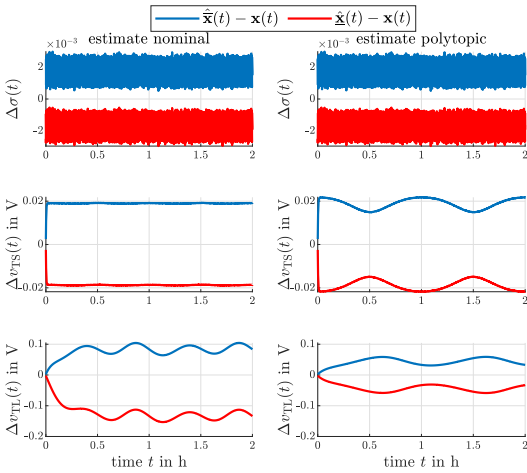 x̂̄(t) − x(t) x̲̂(t) − x(t)
estimate nominal estimate polytopic
×10⁻³ ×10⁻³
Δσ(t) 2 0 -2 Δσ(t) 2 0 -2
0 0.5 1 1.5 2 0 0.5 1 1.5 2
Δv_TS(t) in V 0.02 0 -0.02 Δv_TS(t) in V 0.02 0 -0.02
0 0.5 1 1.5 2 0 0.5 1 1.5 2
Δv_TL(t) in V 0.1 0 -0.1 -0.2 Δv_TL(t) in V 0.1 0 -0.1 -0.2
0 0.5 1 1.5 2 0 0.5 1 1.5 2
time t in h time t in h